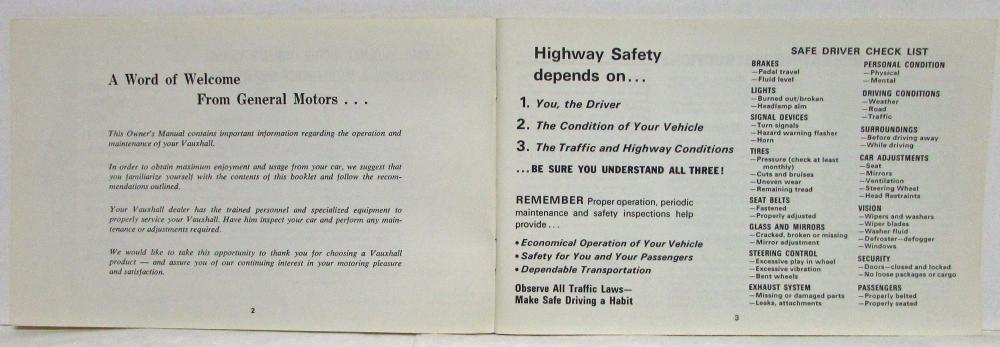 A Word of Welcome
From General Motors . . .
This Owner's Manual contains important information regarding the operation and
maintenance of your Vauxhall.
In order to obtain maximum enjoyment and usage from your car, we suggest that
you familiarize yourself with the contents of this booklet and follow the recom-
mendations outlined.
Your Vauxhall dealer has the trained personnel and specialized equipment to
properly service your Vauxhall. Have him inspect your car and perform any main-
tenance or adjustments required.
We would like to take this opportunity to thank you for choosing a Vauxhall
product — and assure you of our continuing interest in your motoring pleasure
and satisfaction.
2
Highway Safety
depends on...
1. You, the Driver
2. The Condition of Your Vehicle
3. The Traffic and Highway Conditions
...BE SURE YOU UNDERSTAND ALL THREE!
REMEMBER Proper operation, periodic
maintenance and safety inspections help
provide...
• Economical Operation of Your Vehicle
• Safety for You and Your Passengers
• Dependable Transportation
Observe All Traffic Laws—
Make Safe Driving a Habit
SAFE DRIVER CHECK LIST
BRAKES
—Pedal travel
—Fluid level
LIGHTS
—Burned out/broken
—Headlamp aim
SIGNAL DEVICES
—Turn signals
—Hazard warning flasher
—Horn
TIRES
—Pressure (check at least
monthly)
—Cuts and bruises
—Uneven wear
—Remaining tread
SEAT BELTS
—Fastened
—Properly adjusted
GLASS AND MIRRORS
—Cracked, broken or missing
—Mirror adjustment
STEERING CONTROL
—Excessive play in wheel
—Excessive vibration
—Bent wheels
EXHAUST SYSTEM
—Missing or damaged parts
—Leaks, attachments
PERSONAL CONDITION
—Physical
—Mental
DRIVING CONDITIONS
—Weather
—Road
—Traffic
SURROUNDINGS
—Before driving away
—While driving
CAR ADJUSTMENTS
—Seat
—Mirrors
—Ventilation
—Steering Wheel
—Head Restraints
VISION
—Wipers and washers
—Wiper blades
—Washer fluid
—Defroster—defogger
—Windows
SECURITY
—Doors—closed and locked
—No loose packages or cargo
PASSENGERS
—Properly belted
—Properly seated
3